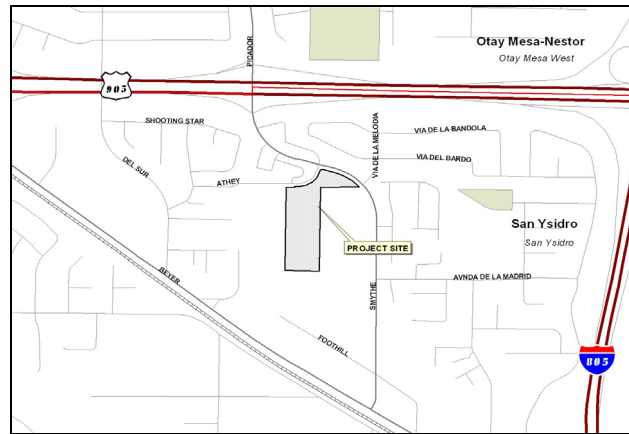 PICADOR
Otay Mesa-Nestor
Otay Mesa West
905
SHOOTING STAR
VIA DE LA MELODIA
VIA DE LA BANDOLA
VIA DEL BARDO
DEL SUR
ATHEY
San Ysidro
San Ysidro
PROJECT SITE
BEYER
AVNDA DE LA MADRID
SMYTHE
FOOTHILL
805